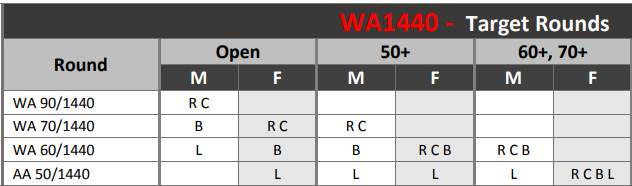 WA1440 - Target Rounds
Round Open 50+ 60+, 70+
M F M F M F
WA 90/1440 R C
WA 70/1440 B R C R C
WA 60/1440 L B B R C B R C B
AA 50/1440 L L L L R C B L